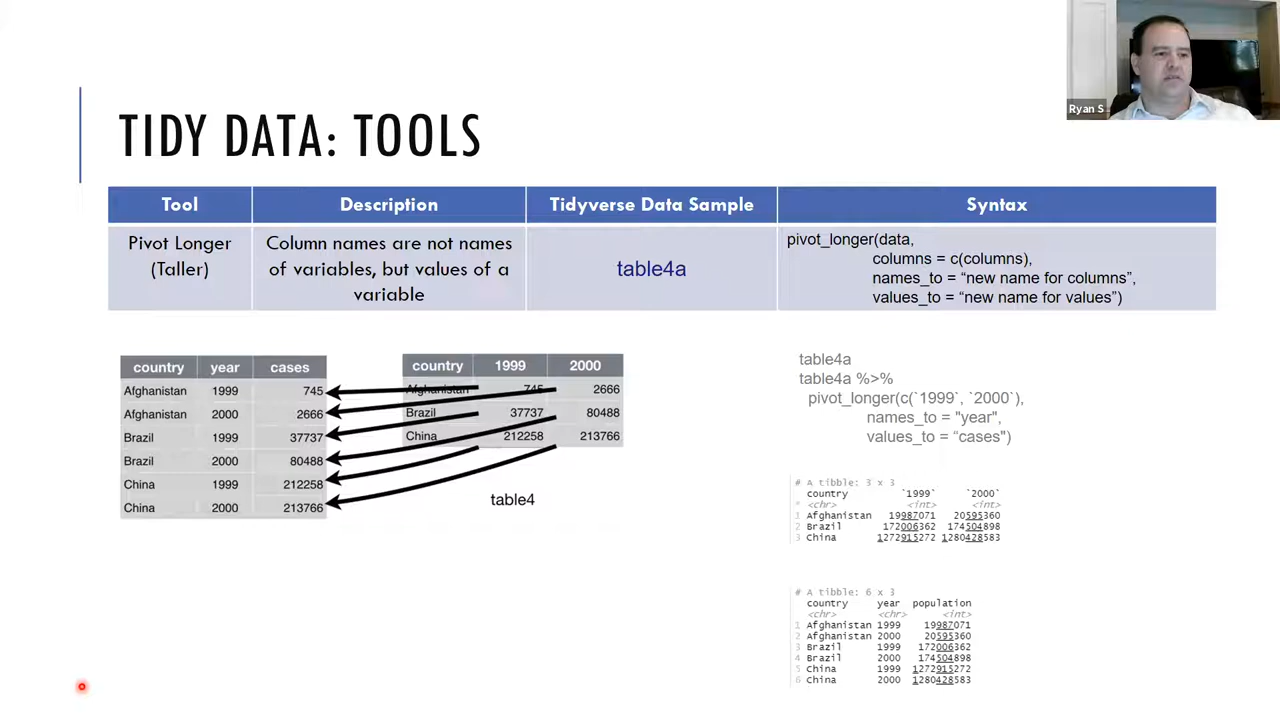 Ryan S
TIDY DATA: TOOLS
Tool Description Tidyverse Data Sample Syntax
Pivot Longer
(Taller)
Column names are not names
of variables, but values of a
variable
table4a
pivot_longer(data,
columns = c(columns),
names_to = “new name for columns”,
values_to = “new name for values”)
country year cases
Afghanistan 1999 745
Afghanistan 2000 2666
Brazil 1999 37737
Brazil 2000 80488
China 1999 212258
China 2000 213766
country 1999 2000
Afghanistan 745 2666
Brazil 37737 80488
China 212258 213766
table4
table4a
table4a %>%
pivot_longer(c(`1999`, `2000`),
names_to = "year",
values_to = “cases")
# A tibble: 3 x 3
country `1999` `2000`
* <chr> <int> <int>
1 Afghanistan 19987071 20595360
2 Brazil 172006362 174504898
3 China 1272915272 1280428583
# A tibble: 6 x 3
country year population
<chr> <chr> <int>
1 Afghanistan 1999 19987071
2 Afghanistan 2000 20595360
3 Brazil 1999 172006362
4 Brazil 2000 174504898
5 China 1999 1272915272
6 China 2000 1280428583